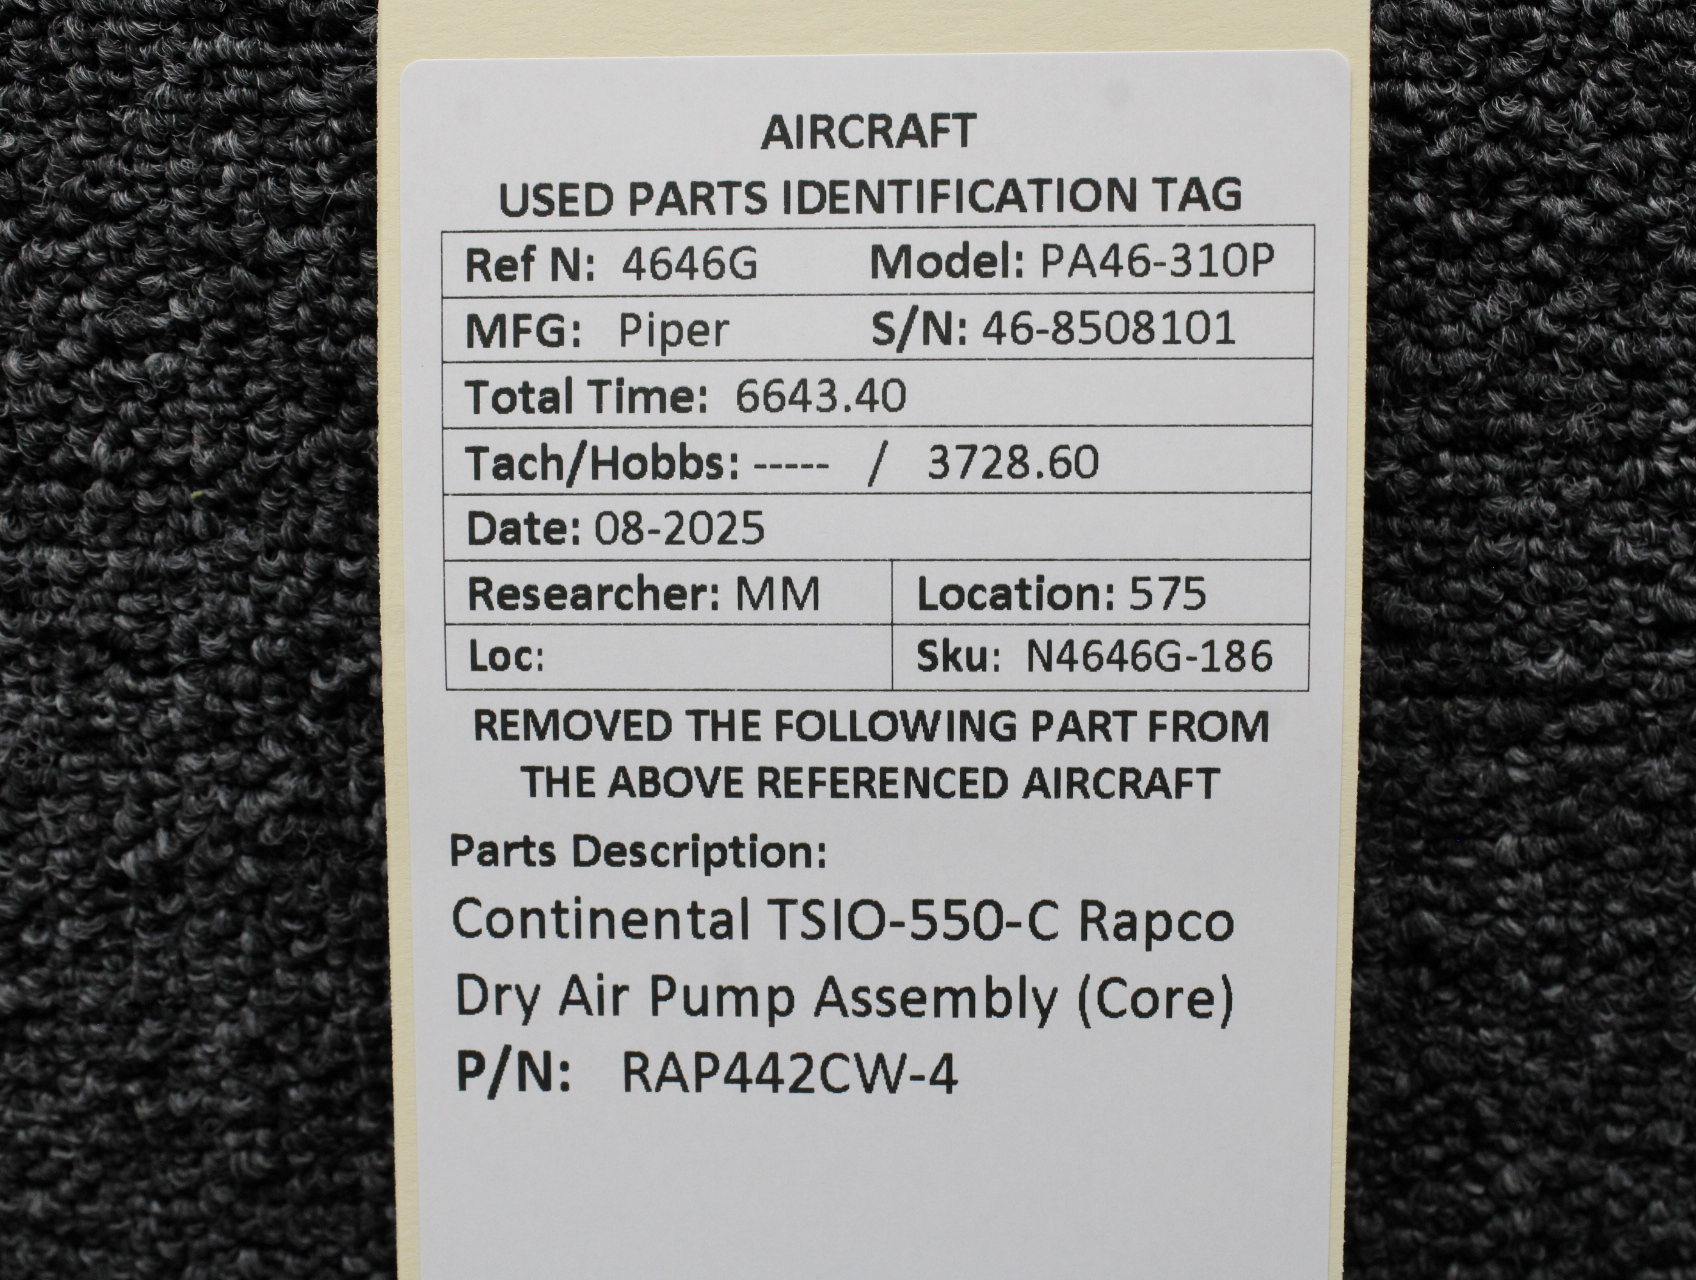 AIRCRAFT
USED PARTS IDENTIFICATION TAG
Ref N: 4646G Model: PA46-310P
MFG: Piper S/N: 46-8508101
Total Time: 6643.40
Tach/Hobbs: ----- / 3728.60
Date: 08-2025
Researcher: MM Location: 575
Loc: Sku: N4646G-186
REMOVED THE FOLLOWING PART FROM
THE ABOVE REFERENCED AIRCRAFT
Parts Description:
Continental TSIO-550-C Rapco
Dry Air Pump Assembly (Core)
P/N: RAP442CW-4